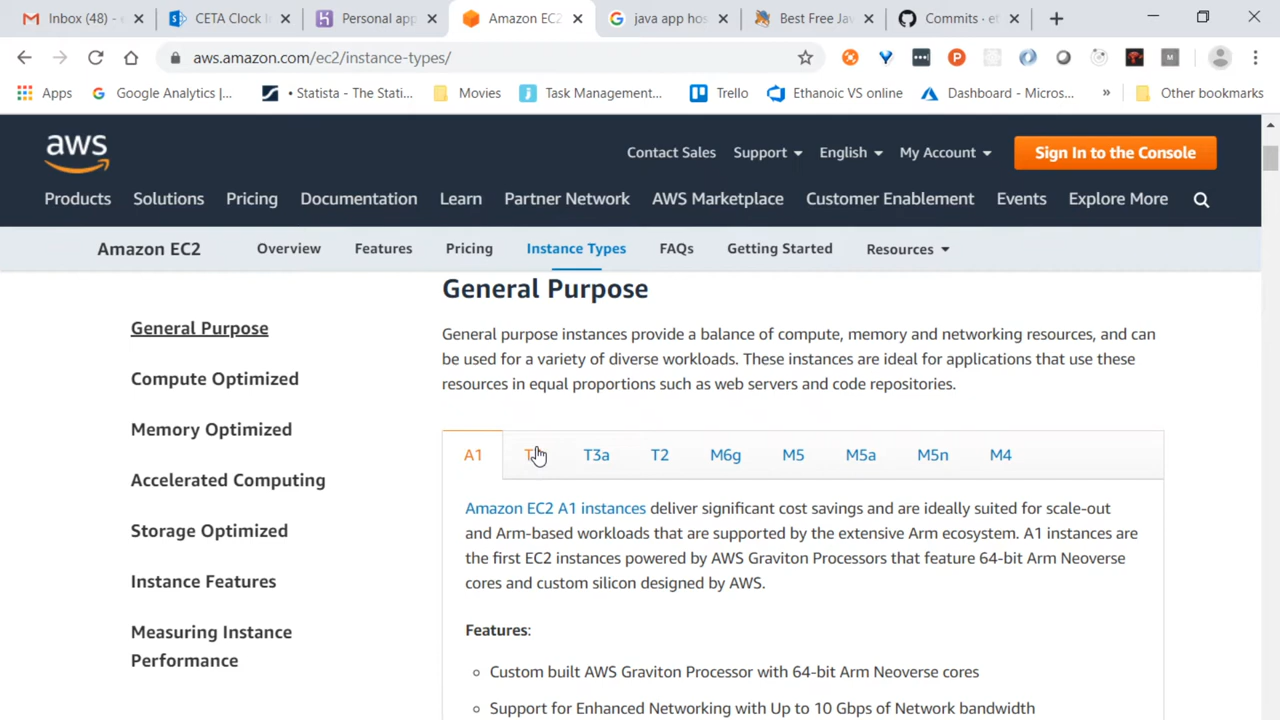 Inbox (48) - e
CETA Clock I
Personal app
Amazon EC2
java app hos
Best Free Jav
Commits · et
aws.amazon.com/ec2/instance-types/
Apps
Google Analytics |...
• Statista - The Stati...
Movies
Task Management...
Trello
Ethanoic VS online
Dashboard - Micros...
»
Other bookmarks
aws
Contact Sales
Support
English
My Account
Sign In to the Console
Products
Solutions
Pricing
Documentation
Learn
Partner Network
AWS Marketplace
Customer Enablement
Events
Explore More
Amazon EC2
Overview
Features
Pricing
Instance Types
FAQs
Getting Started
Resources
General Purpose
Compute Optimized
Memory Optimized
Accelerated Computing
Storage Optimized
Instance Features
Measuring Instance
Performance
General Purpose
General purpose instances provide a balance of compute, memory and networking resources, and can
be used for a variety of diverse workloads. These instances are ideal for applications that use these
resources in equal proportions such as web servers and code repositories.
A1
T3a
T2
M6g
M5
M5a
M5n
M4
Amazon EC2 A1 instances deliver significant cost savings and are ideally suited for scale-out
and Arm-based workloads that are supported by the extensive Arm ecosystem. A1 instances are
the first EC2 instances powered by AWS Graviton Processors that feature 64-bit Arm Neoverse
cores and custom silicon designed by AWS.
Features:
Custom built AWS Graviton Processor with 64-bit Arm Neoverse cores
Support for Enhanced Networking with Up to 10 Gbps of Network bandwidth